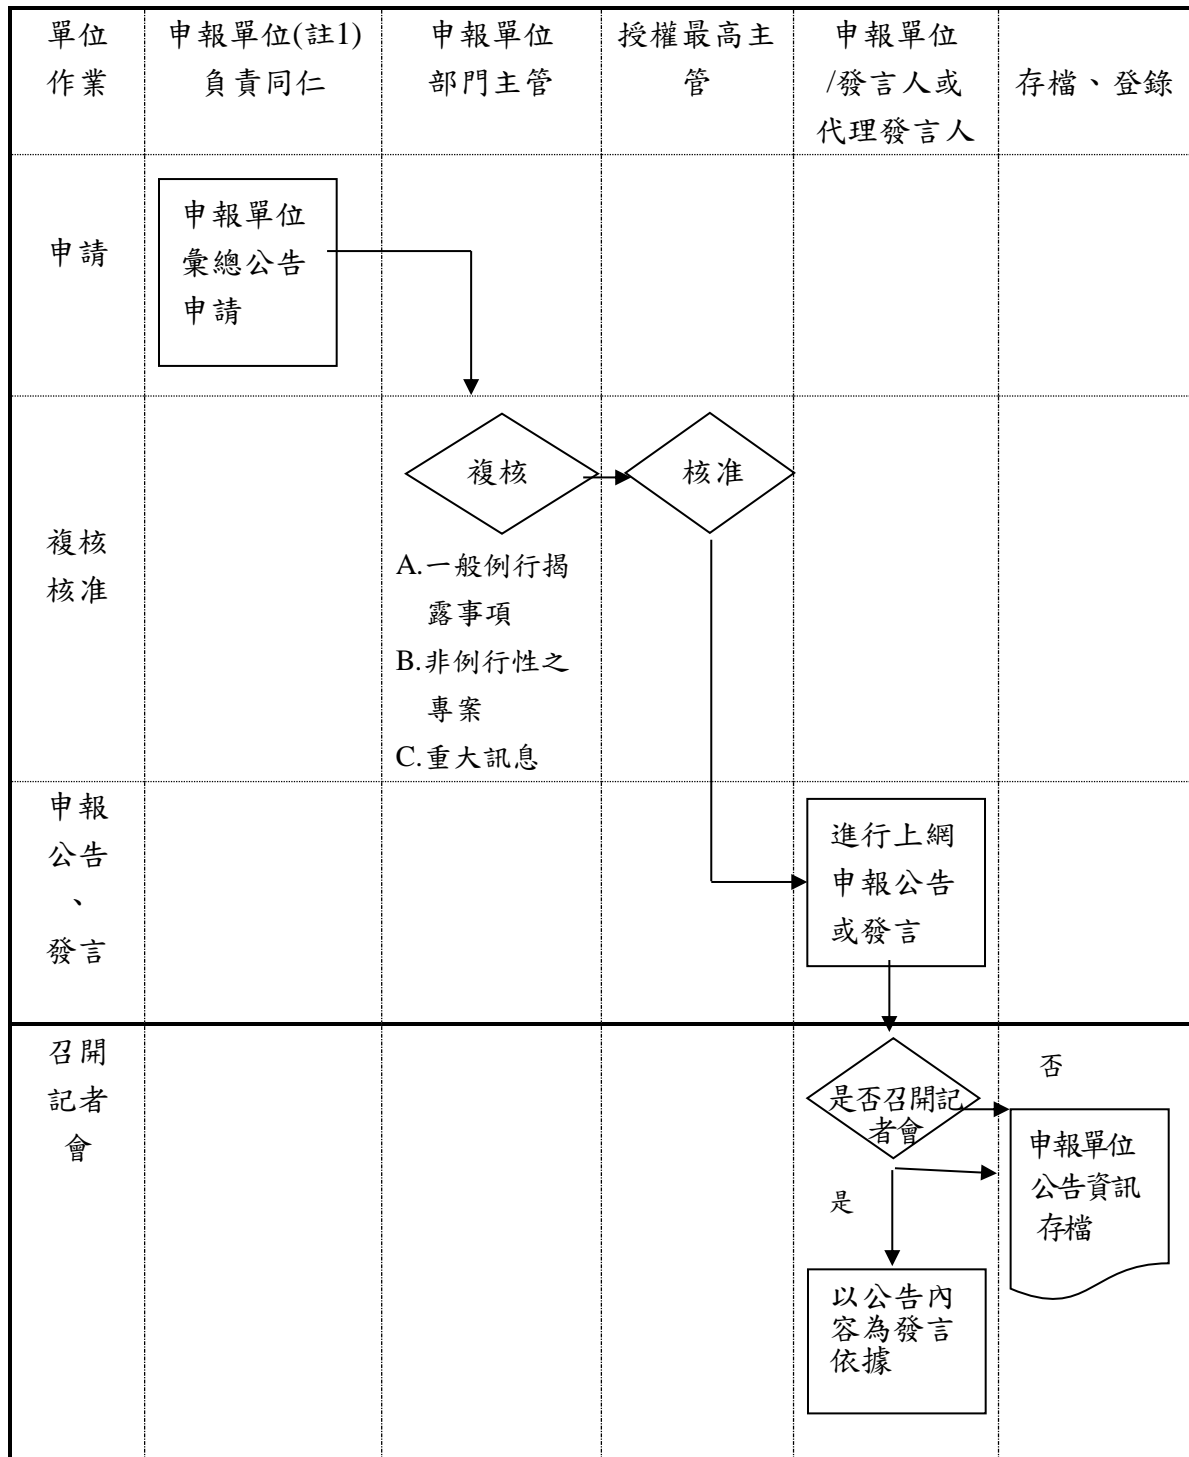 單位
作業
申報單位(註1)
負責同仁
申報單位
部門主管
授權最高主
管
申報單位
/發言人或
代理發言人
存檔、登錄
申請
申報單位
彙總公告
申請
複核
核准
複核
核准
A.一般例行揭
露事項
B.非例行性之
專案
C.重大訊息
申報
公告
、
發言
進行上網
申報公告
或發言
召開
記者
會
是否召開記
者會
否
是
申報單位
公告資訊
存檔
以公告內
容為發言
依據